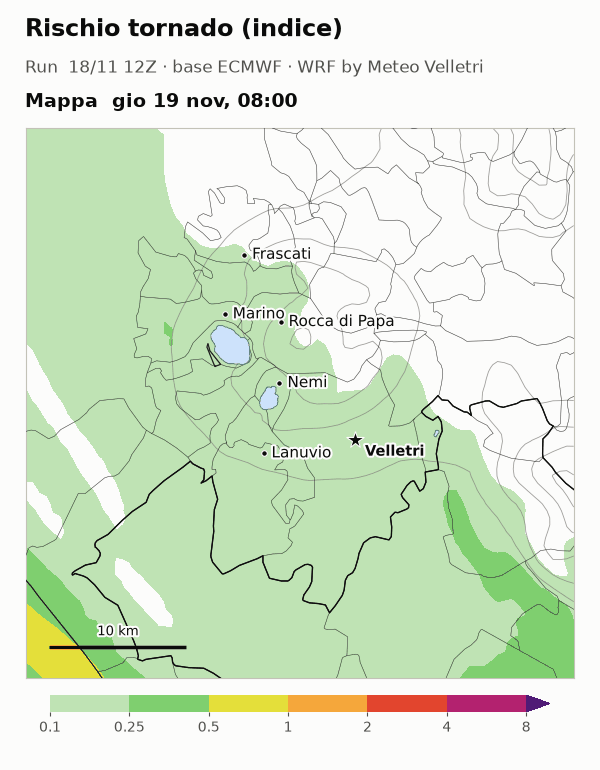 Rischio tornado (indice)
Run  18/11 12Z · base ECMWF · WRF by Meteo Velletri
Mappa  gio 19 nov, 08:00
Frascati
Marino
Rocca di Papa
Nemi
Velletri
Lanuvio
10 km
0.1 0.25 0.5 1 2 4 8